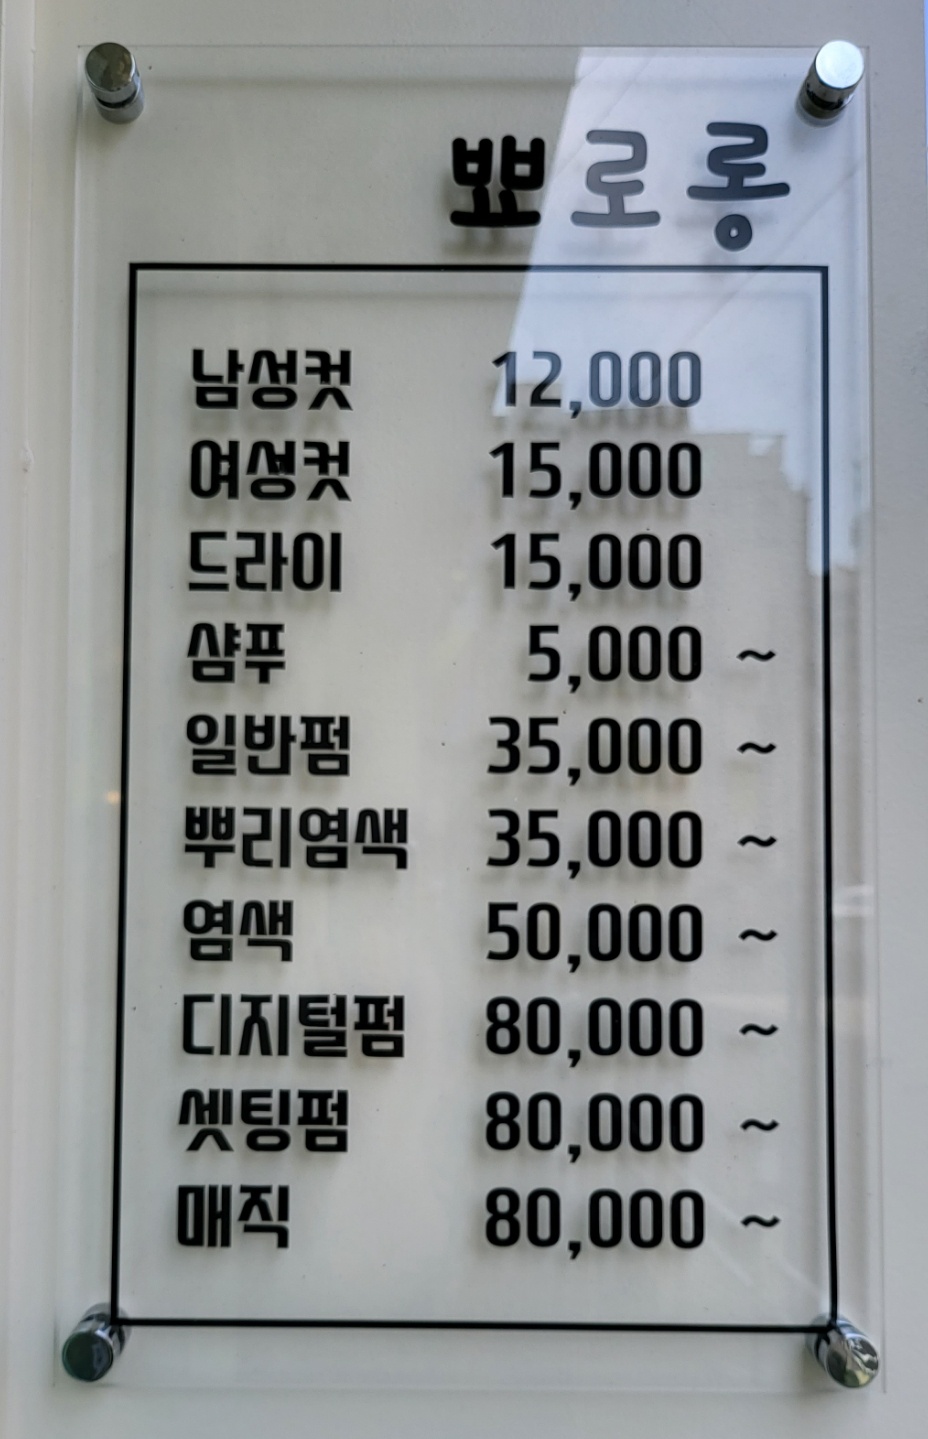 뽀로롱
남성컷 12,000
여성컷 15,000
드라이 15,000
샴푸 5,000 ~
일반펌 35,000 ~
뿌리염색 35,000 ~
염색 50,000 ~
디지털펌 80,000 ~
셋팅펌 80,000 ~
매직 80,000 ~